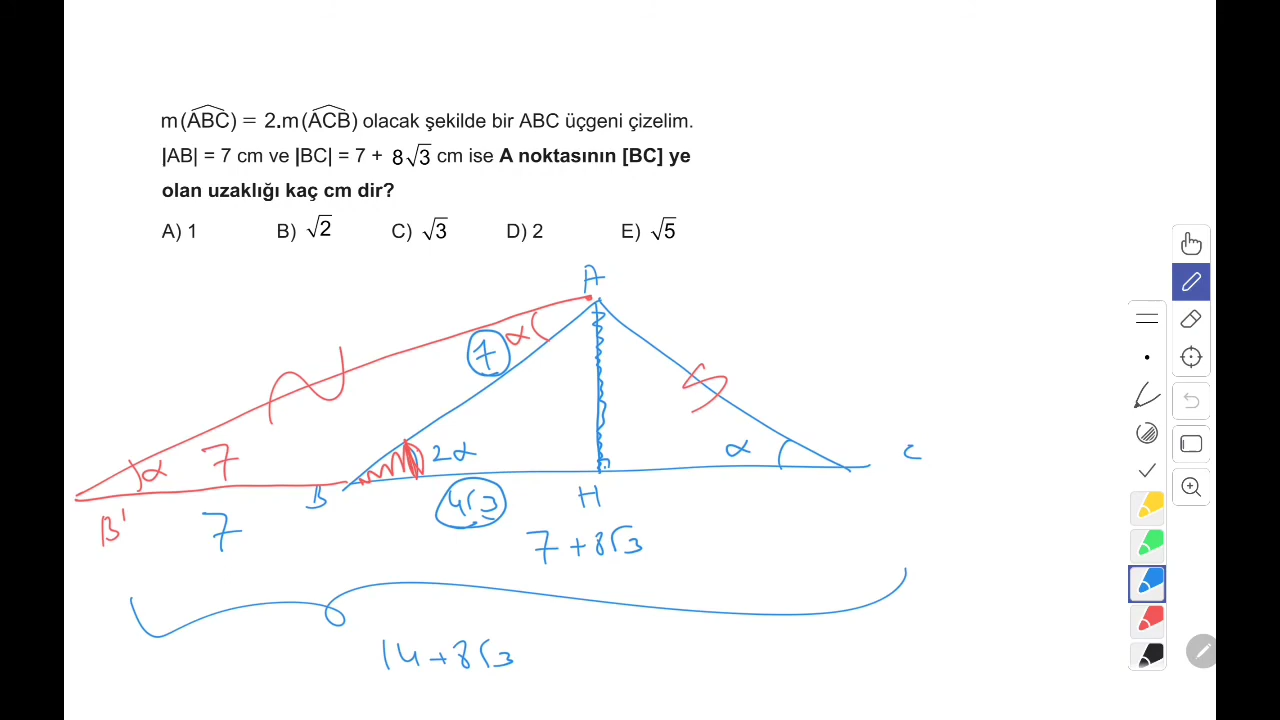 m(ABC) = 2.m(ACB) olacak şekilde bir ABC üçgeni çizelim.
|AB| = 7 cm ve |BC| = 7 + 8√3 cm ise A noktasının [BC] ye
olan uzaklığı kaç cm dir?
A) 1 B) √2 C) √3 D) 2 E) √5
A
7 α
α 7 2α α C
B' 7 B 4√3 H
7 + 8√3
14 + 8√3